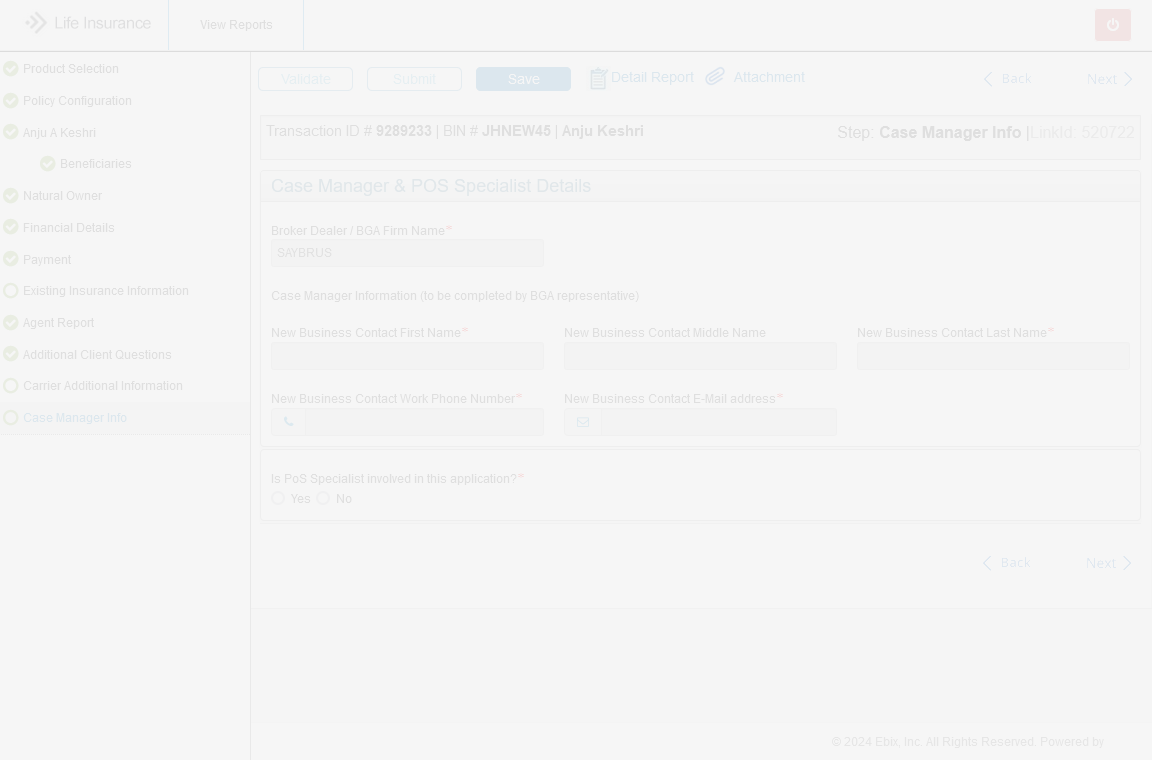 Life Insurance
View Reports
Product Selection
Policy Configuration
Anju A Keshri
Beneficiaries
Natural Owner
Financial Details
Payment
Existing Insurance Information
Agent Report
Additional Client Questions
Carrier Additional Information
Case Manager Info
Validate Submit Save Detail Report Attachment Back Next
Transaction ID # 9289233 | BIN # JHNEW45 | Anju Keshri
Step: Case Manager Info |LinkId: 520722
Case Manager & POS Specialist Details
Broker Dealer / BGA Firm Name*
SAYBRUS
Case Manager Information (to be completed by BGA representative)
New Business Contact First Name* New Business Contact Middle Name New Business Contact Last Name*
New Business Contact Work Phone Number* New Business Contact E-Mail address*
Is PoS Specialist involved in this application?*
Yes No
Back Next
© 2024 Ebix, Inc. All Rights Reserved. Powered by